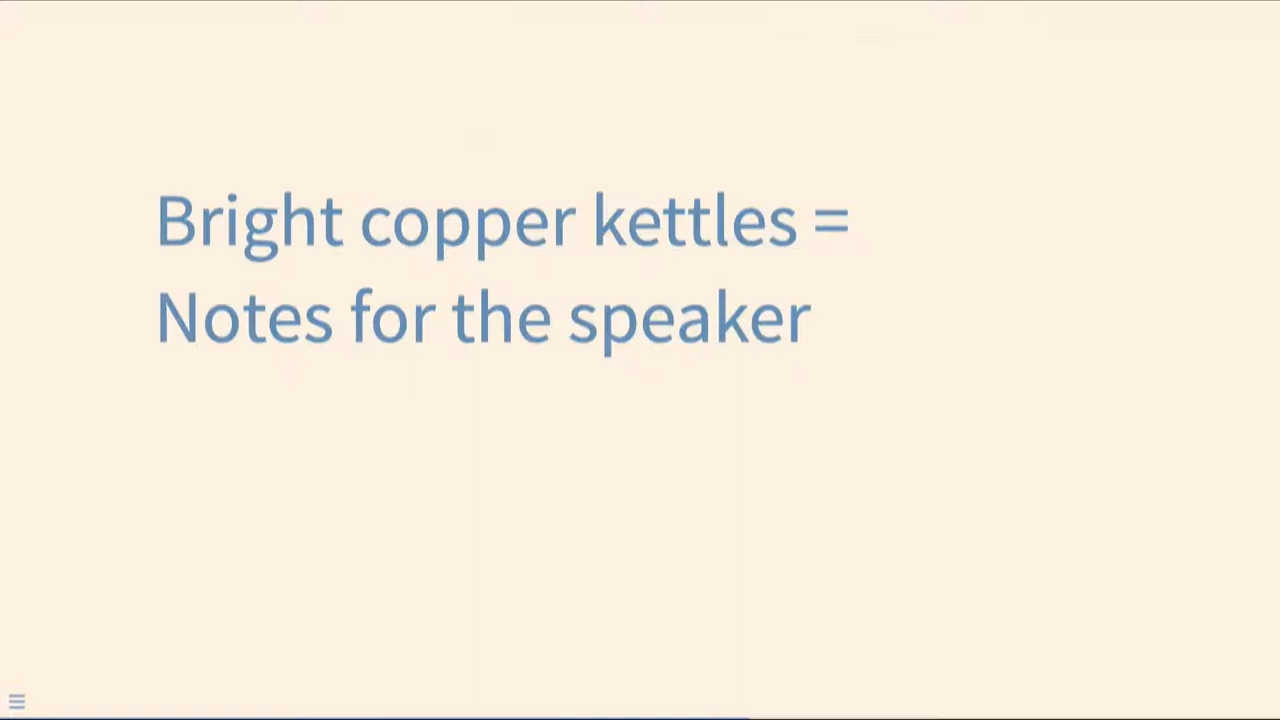 Bright copper kettles =
Notes for the speaker